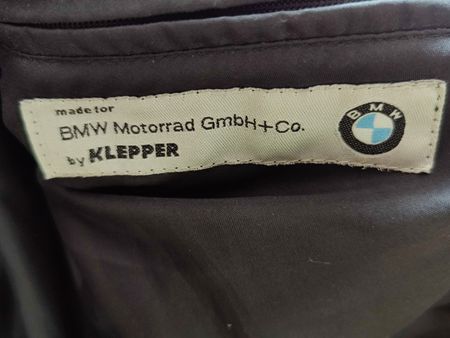 made for
BMW Motorrad GmbH+Co.
by KLEPPER
BMW